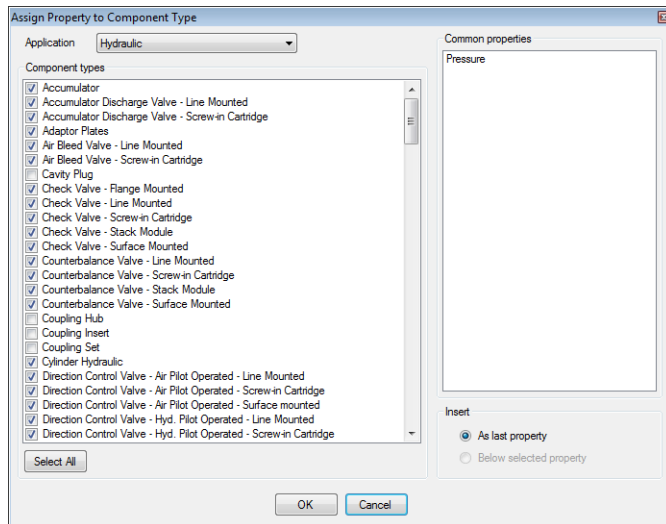 Assign Property to Component Type
Application
Hydraulic
Component types
Accumulator
Accumulator Discharge Valve - Line Mounted
Accumulator Discharge Valve - Screw-in Cartridge
Adaptor Plates
Air Bleed Valve - Line Mounted
Air Bleed Valve - Screw-in Cartridge
Cavity Plug
Check Valve - Flange Mounted
Check Valve - Line Mounted
Check Valve - Screw-in Cartridge
Check Valve - Stack Module
Check Valve - Surface Mounted
Counterbalance Valve - Line Mounted
Counterbalance Valve - Screw-in Cartridge
Counterbalance Valve - Stack Module
Counterbalance Valve - Surface Mounted
Coupling Hub
Coupling Insert
Coupling Set
Cylinder Hydraulic
Direction Control Valve - Air Pilot Operated - Line Mounted
Direction Control Valve - Air Pilot Operated - Screw-in Cartridge
Direction Control Valve - Air Pilot Operated - Surface mounted
Direction Control Valve - Hyd. Pilot Operated - Line Mounted
Direction Control Valve - Hyd. Pilot Operated - Screw-in Cartridge
Select All
Common properties
Pressure
Insert
As last property
Below selected property
OK
Cancel